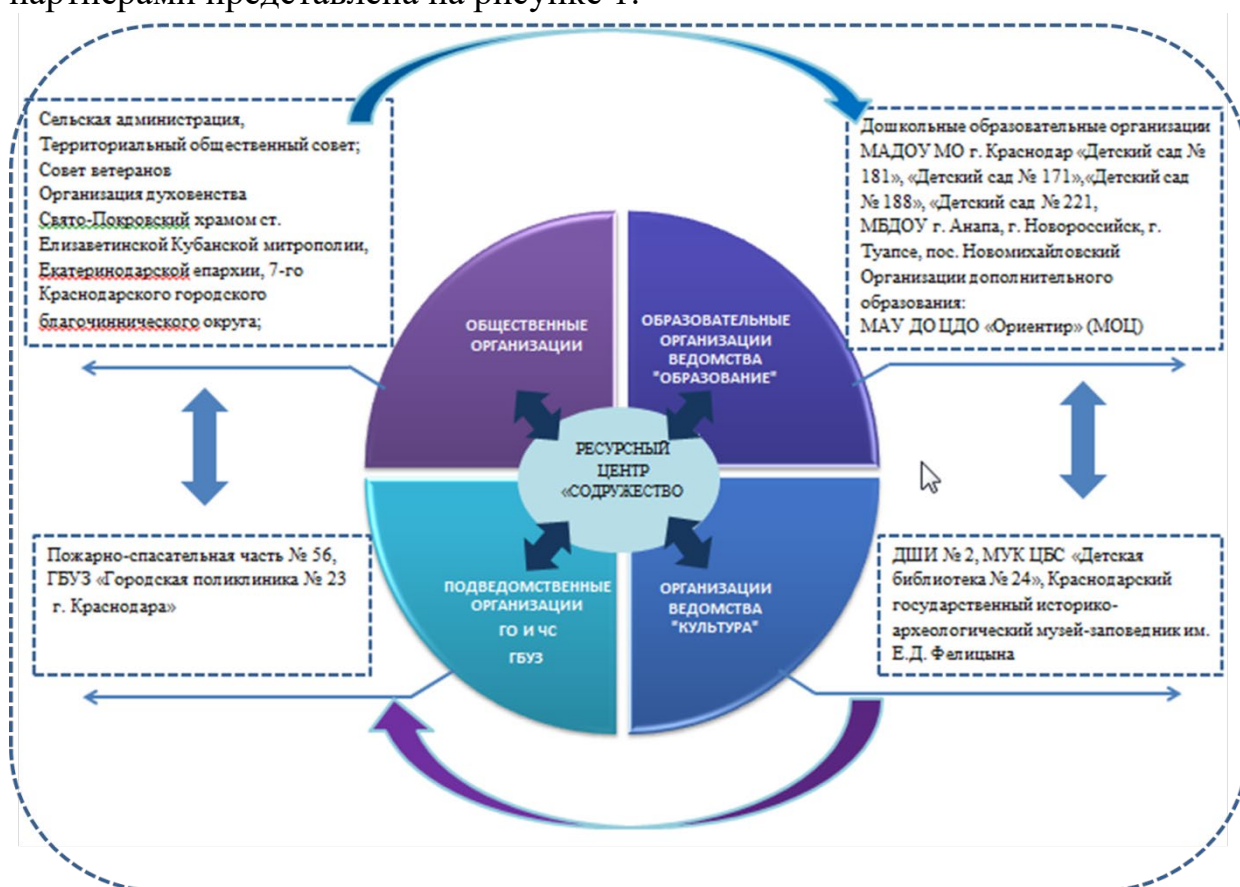 партнерами представлена на рисунке 1.
Сельская администрация,
Территориальный общественный совет;
Совет ветеранов
Организация духовенства
Свято-Покровский храмом ст.
Елизаветинской Кубанской митрополии,
Екатеринодарской епархии, 7-го
Краснодарского городского
благочиннического округа;
Дошкольные образовательные организации
МАДОУ МО г. Краснодар «Детский сад №
181», «Детский сад № 171»,«Детский сад
№ 188», «Детский сад № 221,
МБДОУ г. Анапа, г. Новороссийск, г.
Туапсе, пос. Новомихайловский
Организации дополнительного
образования:
МАУ ДО ЦДО «Ориентир» (МОЦ)
ОБЩЕСТВЕННЫЕ
ОРГАНИЗАЦИИ
ОБРАЗОВАТЕЛЬНЫЕ
ОРГАНИЗАЦИИ
ВЕДОМСТВА
"ОБРАЗОВАНИЕ"
РЕСУРСНЫЙ
ЦЕНТР
«СОДРУЖЕСТВО
ПОДВЕДОМСТВЕННЫЕ
ОРГАНИЗАЦИИ
ГО И ЧС
ГБУЗ
ОРГАНИЗАЦИИ
ВЕДОМСТВА
"КУЛЬТУРА"
Пожарно-спасательная часть № 56,
ГБУЗ «Городская поликлиника № 23
г. Краснодара»
ДШИ № 2, МУК ЦБС «Детская
библиотека № 24», Краснодарский
государственный историко-
археологический музей-заповедник им.
Е.Д. Фелицына